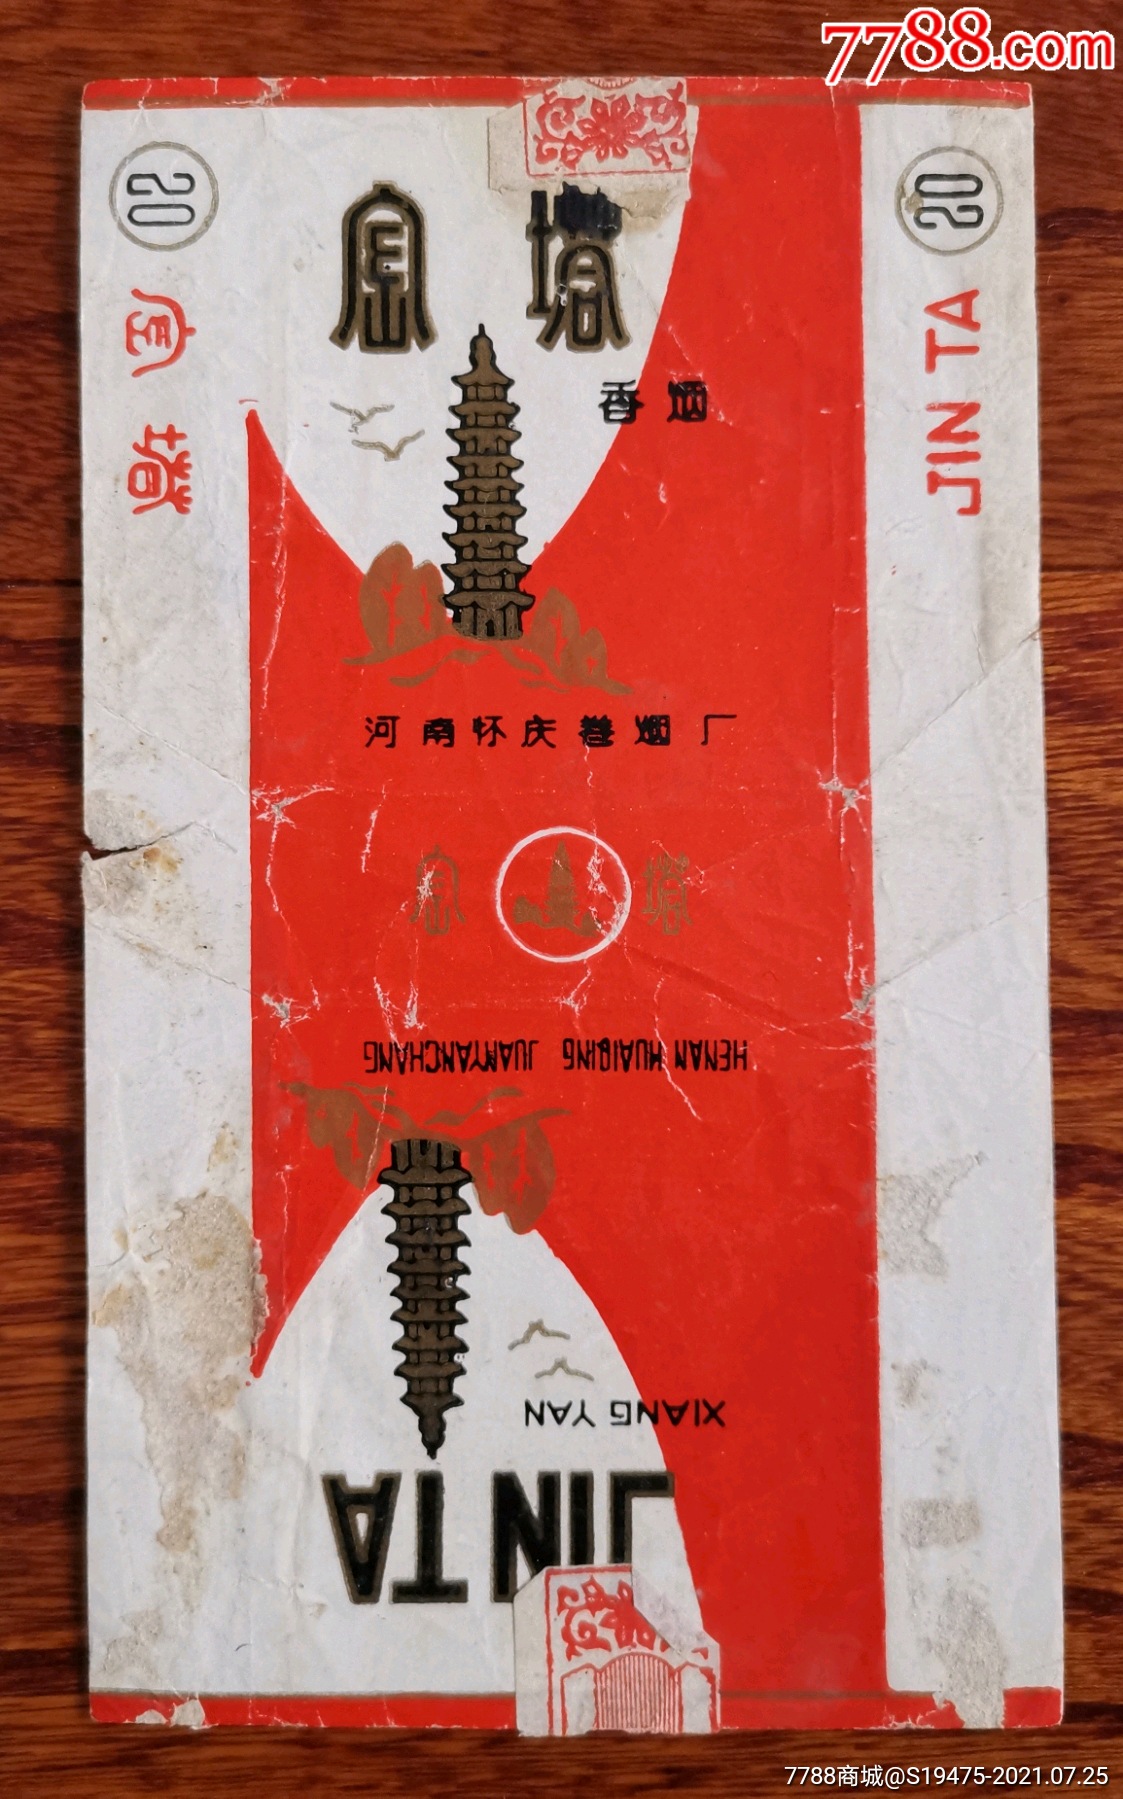 7788.com
20
20
金塔
香烟
金塔
JIN TA
河南怀庆卷烟厂
金塔
HENAN HUAIQING JUANYANCHANG
XIANG YAN
JIN TA
7788商城@S19475-2021.07.25